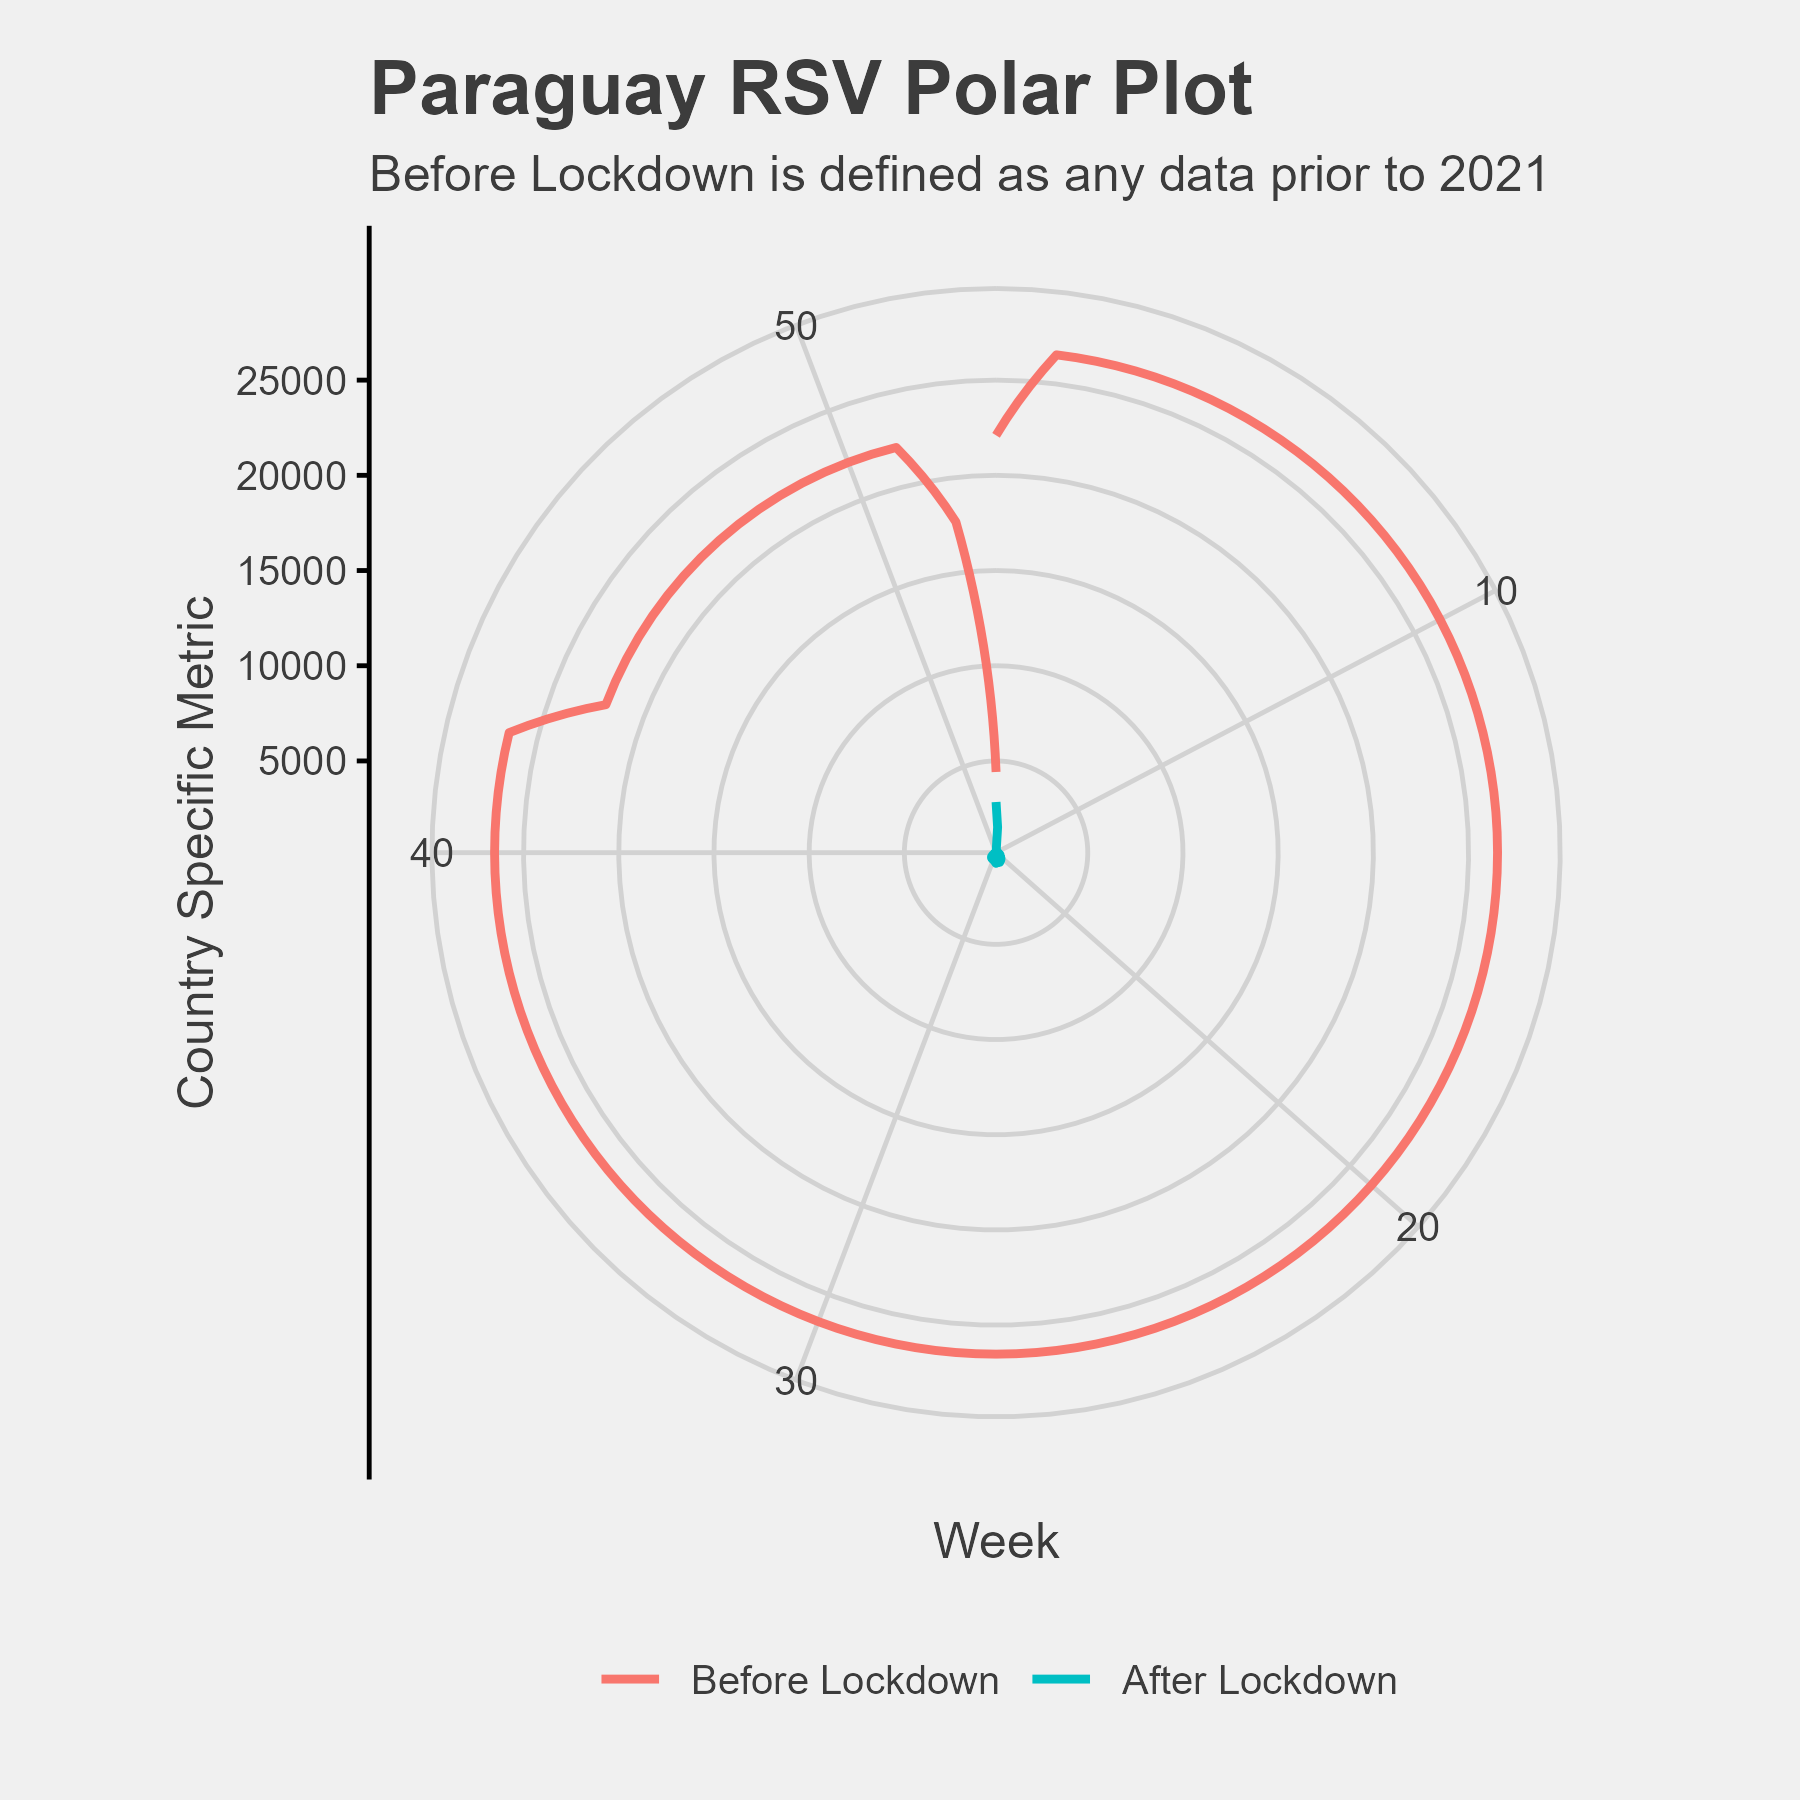 Paraguay RSV Polar Plot
Before Lockdown is defined as any data prior to 2021
50
25000
20000
15000
10
10000
5000
40
20
30
Country Specific Metric
Week
Before Lockdown
After Lockdown